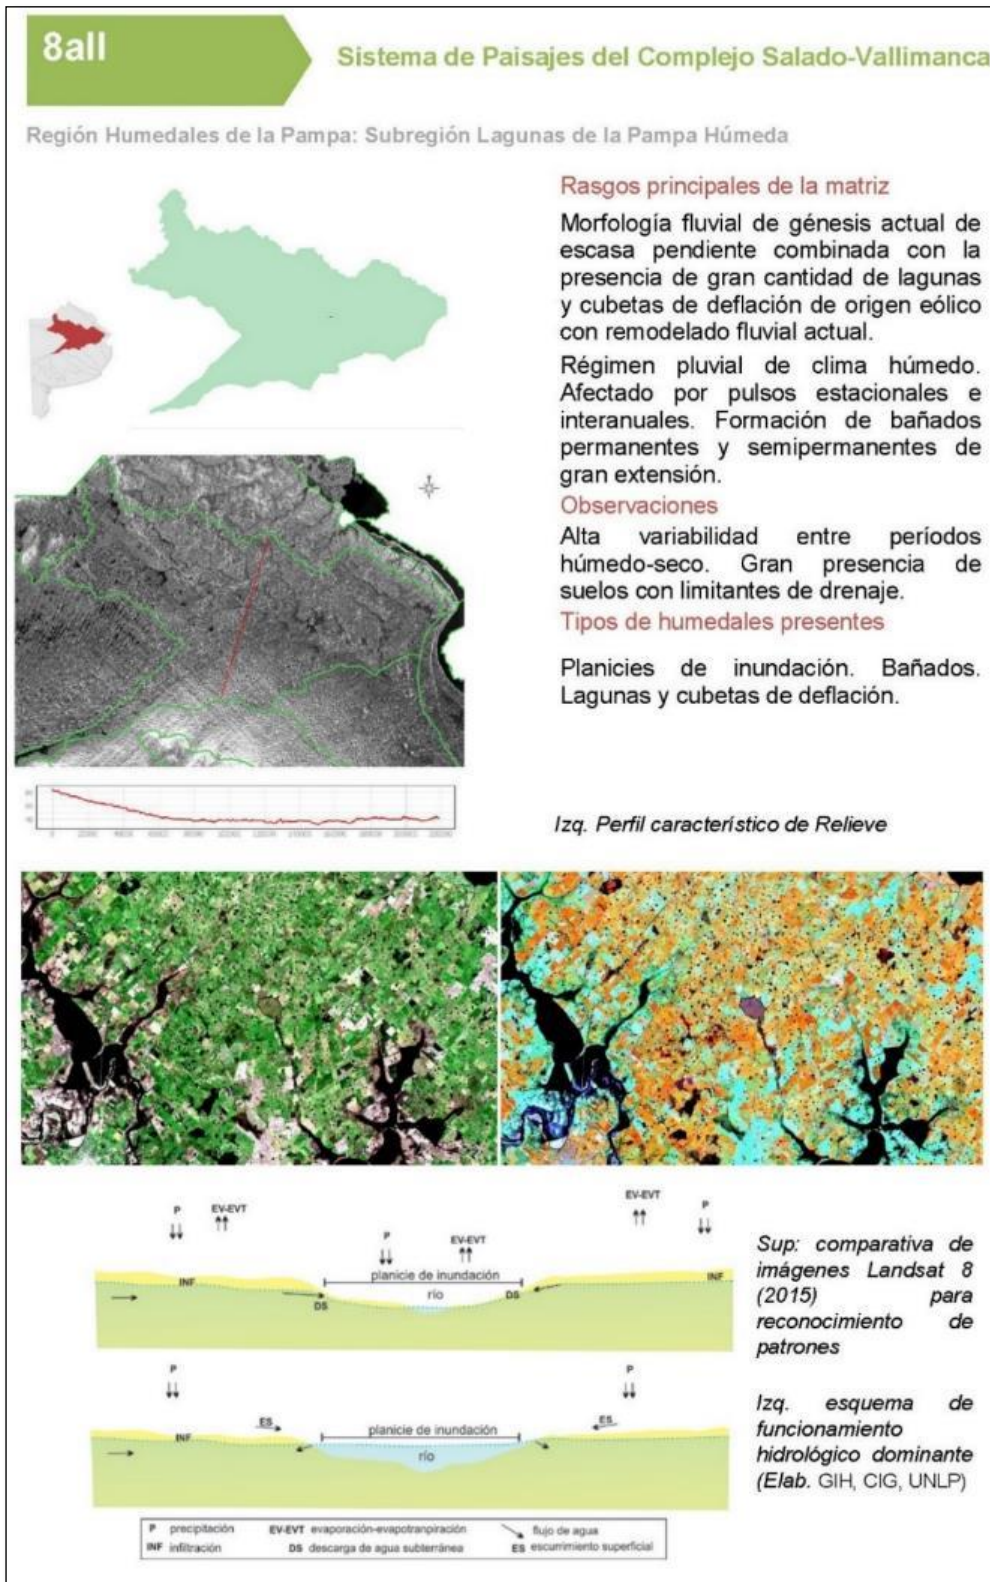 8all
Sistema de Paisajes del Complejo Salado-Vallimanca
Región Humedales de la Pampa: Subregión Lagunas de la Pampa Húmeda
Rasgos principales de la matriz
Morfología fluvial de génesis actual de
escasa pendiente combinada con la
presencia de gran cantidad de lagunas
y cubetas de deflación de origen eólico
con remodelado fluvial actual.
Régimen pluvial de clima húmedo.
Afectado por pulsos estacionales e
interanuales. Formación de bañados
permanentes y semipermanentes de
gran extensión.
Observaciones
Alta variabilidad entre períodos
húmedo-seco. Gran presencia de
suelos con limitantes de drenaje.
Tipos de humedales presentes
Planicies de inundación. Bañados.
Lagunas y cubetas de deflación.
Izq. Perfil característico de Relieve
P EV-EVT P EV-EVT P
planicie de inundación
INF río INF
DS DS
Sup: comparativa de
imágenes Landsat 8
(2015) para
reconocimiento de
patrones
P P
ES ES
planicie de inundación
INF río
Izq. esquema de
funcionamiento
hidrológico dominante
(Elab. GIH, CIG, UNLP)
P precipitación EV-EVT evaporación-evapotranpiración flujo de agua
INF infiltración DS descarga de agua subterránea ES escurrimiento superficial